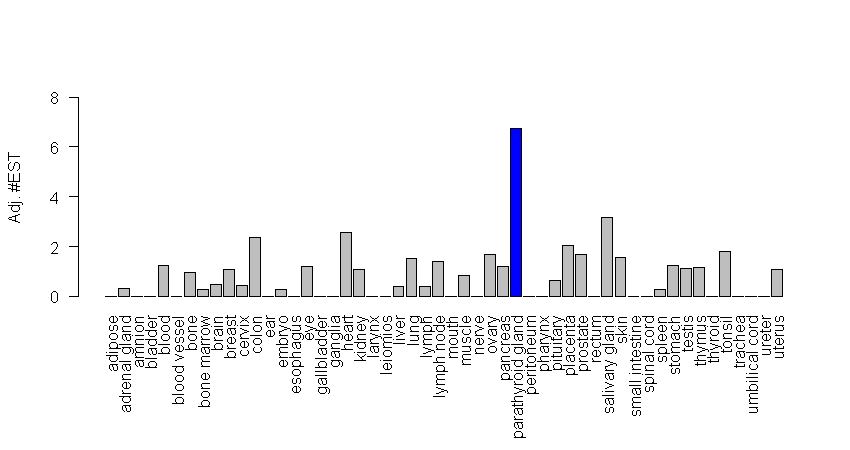 Adj. #EST
8
6
4
2
0
adipose
adrenal gland
amnion
bladder
blood
blood vessel
bone
bone marrow
brain
breast
cervix
colon
ear
embryo
esophagus
eye
gallbladder
ganglia
heart
kidney
larynx
leiomios
liver
lung
lymph
lymph node
mouth
muscle
nerve
ovary
pancreas
parathyroid gland
peritoneum
pharynx
pituitary
placenta
prostate
rectum
salivary gland
skin
small intestine
spinal cord
spleen
stomach
testis
thymus
thyroid
tonsil
trachea
umbilical cord
ureter
uterus